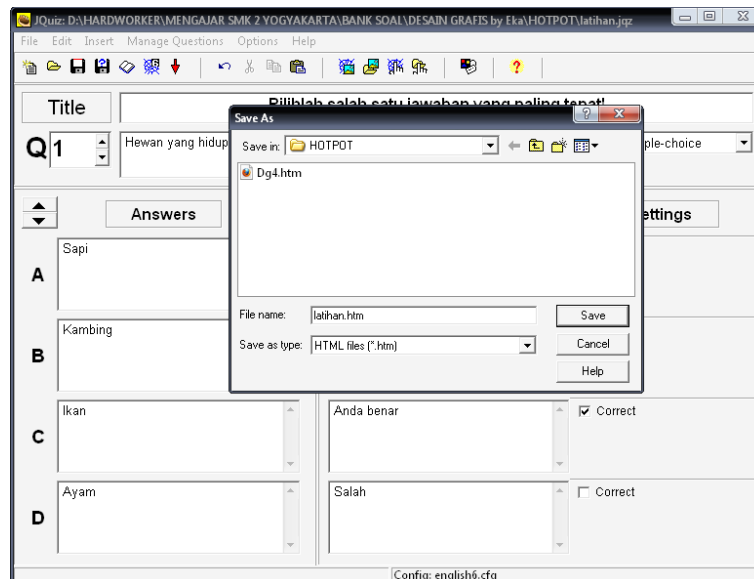 JQuiz: D:\HARDWORKER\MENGAJAR SMK 2 YOGYAKARTA\BANK SOAL\DESAIN GRAFIS by Eka\HOTPOT\latihan.jqz
File Edit Insert Manage Questions Options Help
Title
Pilihlah salah satu jawaban yang paling tepat!
Save As
Q 1
Hewan yang hidup
Save in: HOTPOT
ple-choice
Dg4.htm
Answers
ettings
A
Sapi
File name: latihan.htm
Save
B
Kambing
Save as type: HTML files (*.htm)
Cancel
Help
C
Ikan
Anda benar
Correct
D
Ayam
Salah
Correct
Config: english6.cfg